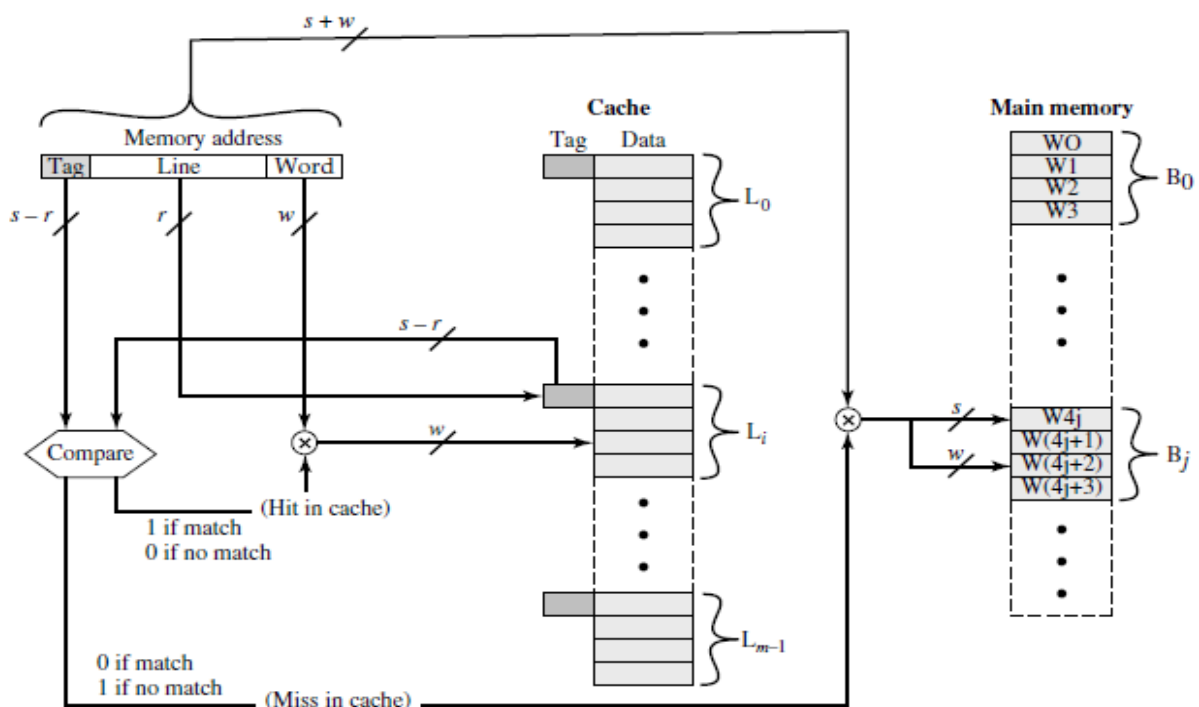 s + w
Cache
Main memory
Memory address
Tag Data
Tag Line Word
WO
W1
W2
W3
B0
L0
s – r
r
w
s – r
Li
W4j
W(4j+1)
W(4j+2)
W(4j+3)
Bj
s
w
w
Compare
(Hit in cache)
1 if match
0 if no match
Lm–1
0 if match
1 if no match
(Miss in cache)